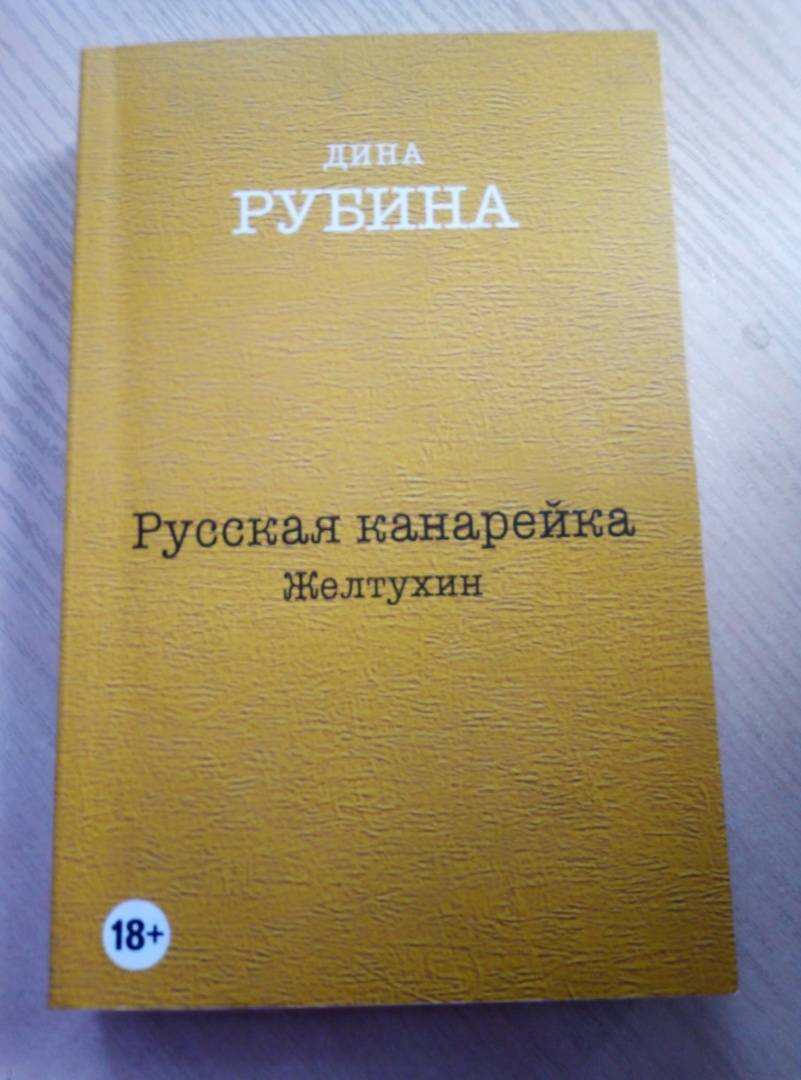 ДИНА
РУБИНА
Русская канарейка
Желтухин
18+